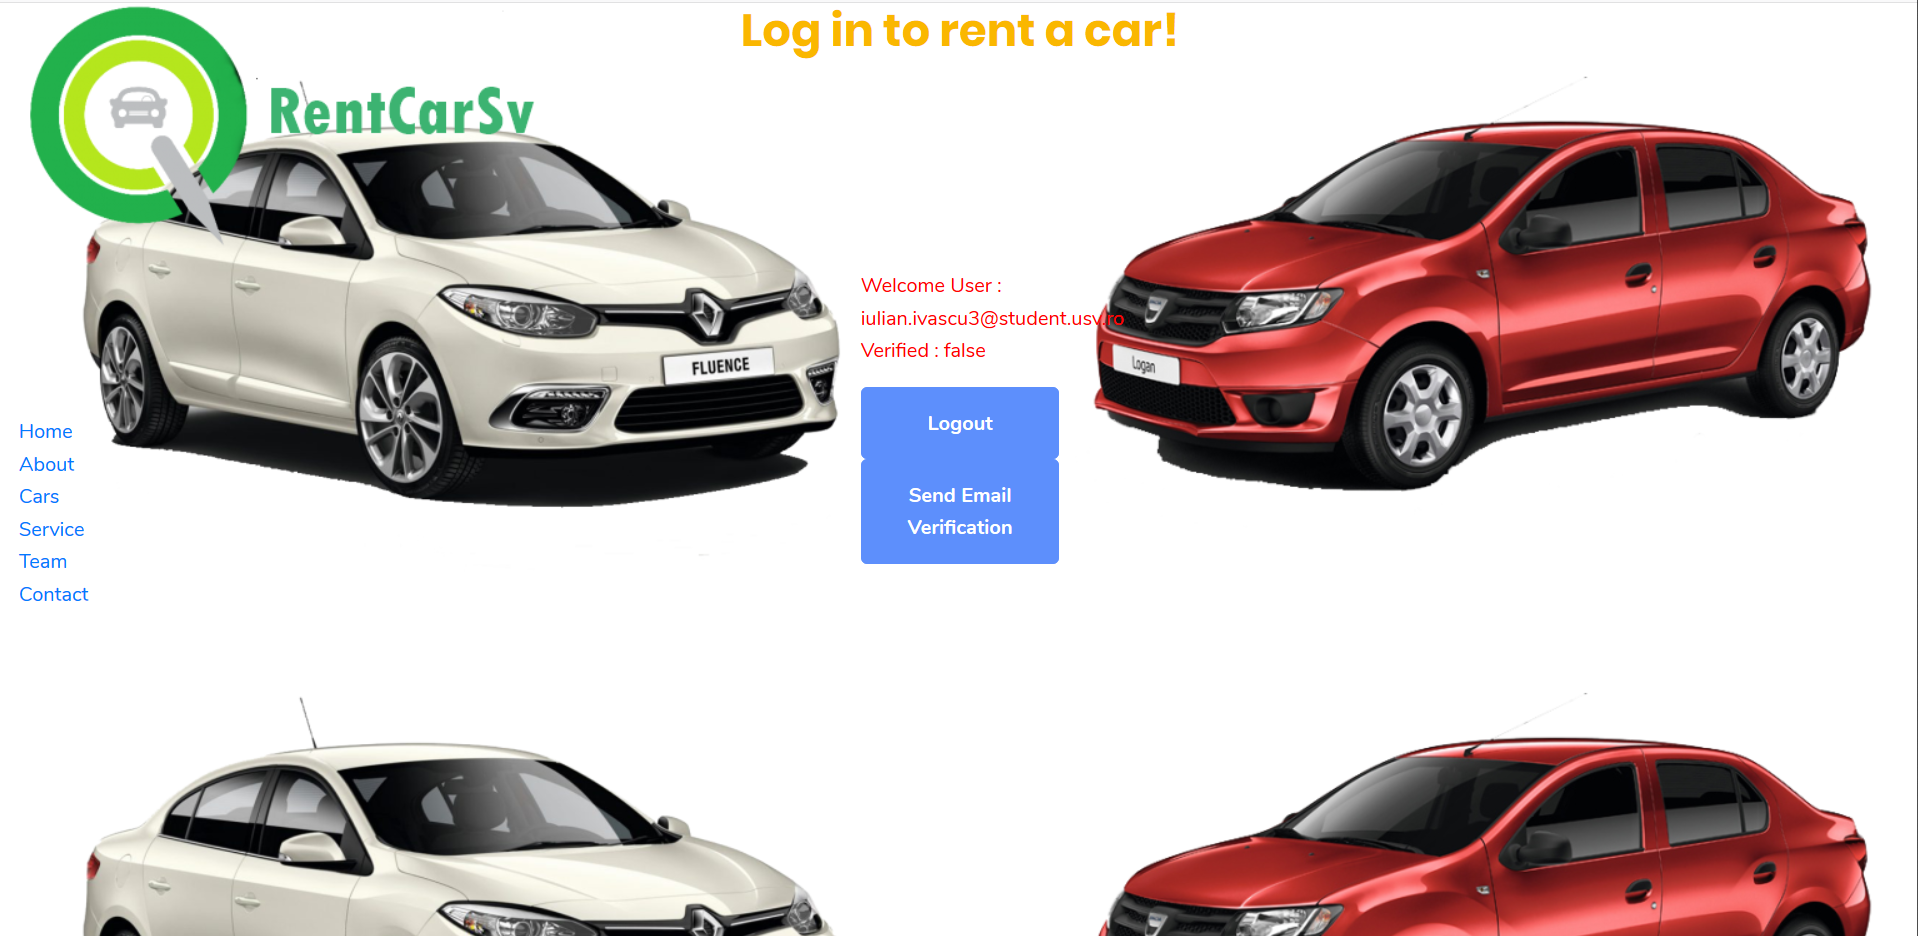 Log in to rent a car!
RentCarSv
Welcome User :
iulian.ivascu3@student.usv.ro
Verified : false
FLUENCE
Logan
Logout
Send Email
Verification
Home
About
Cars
Service
Team
Contact